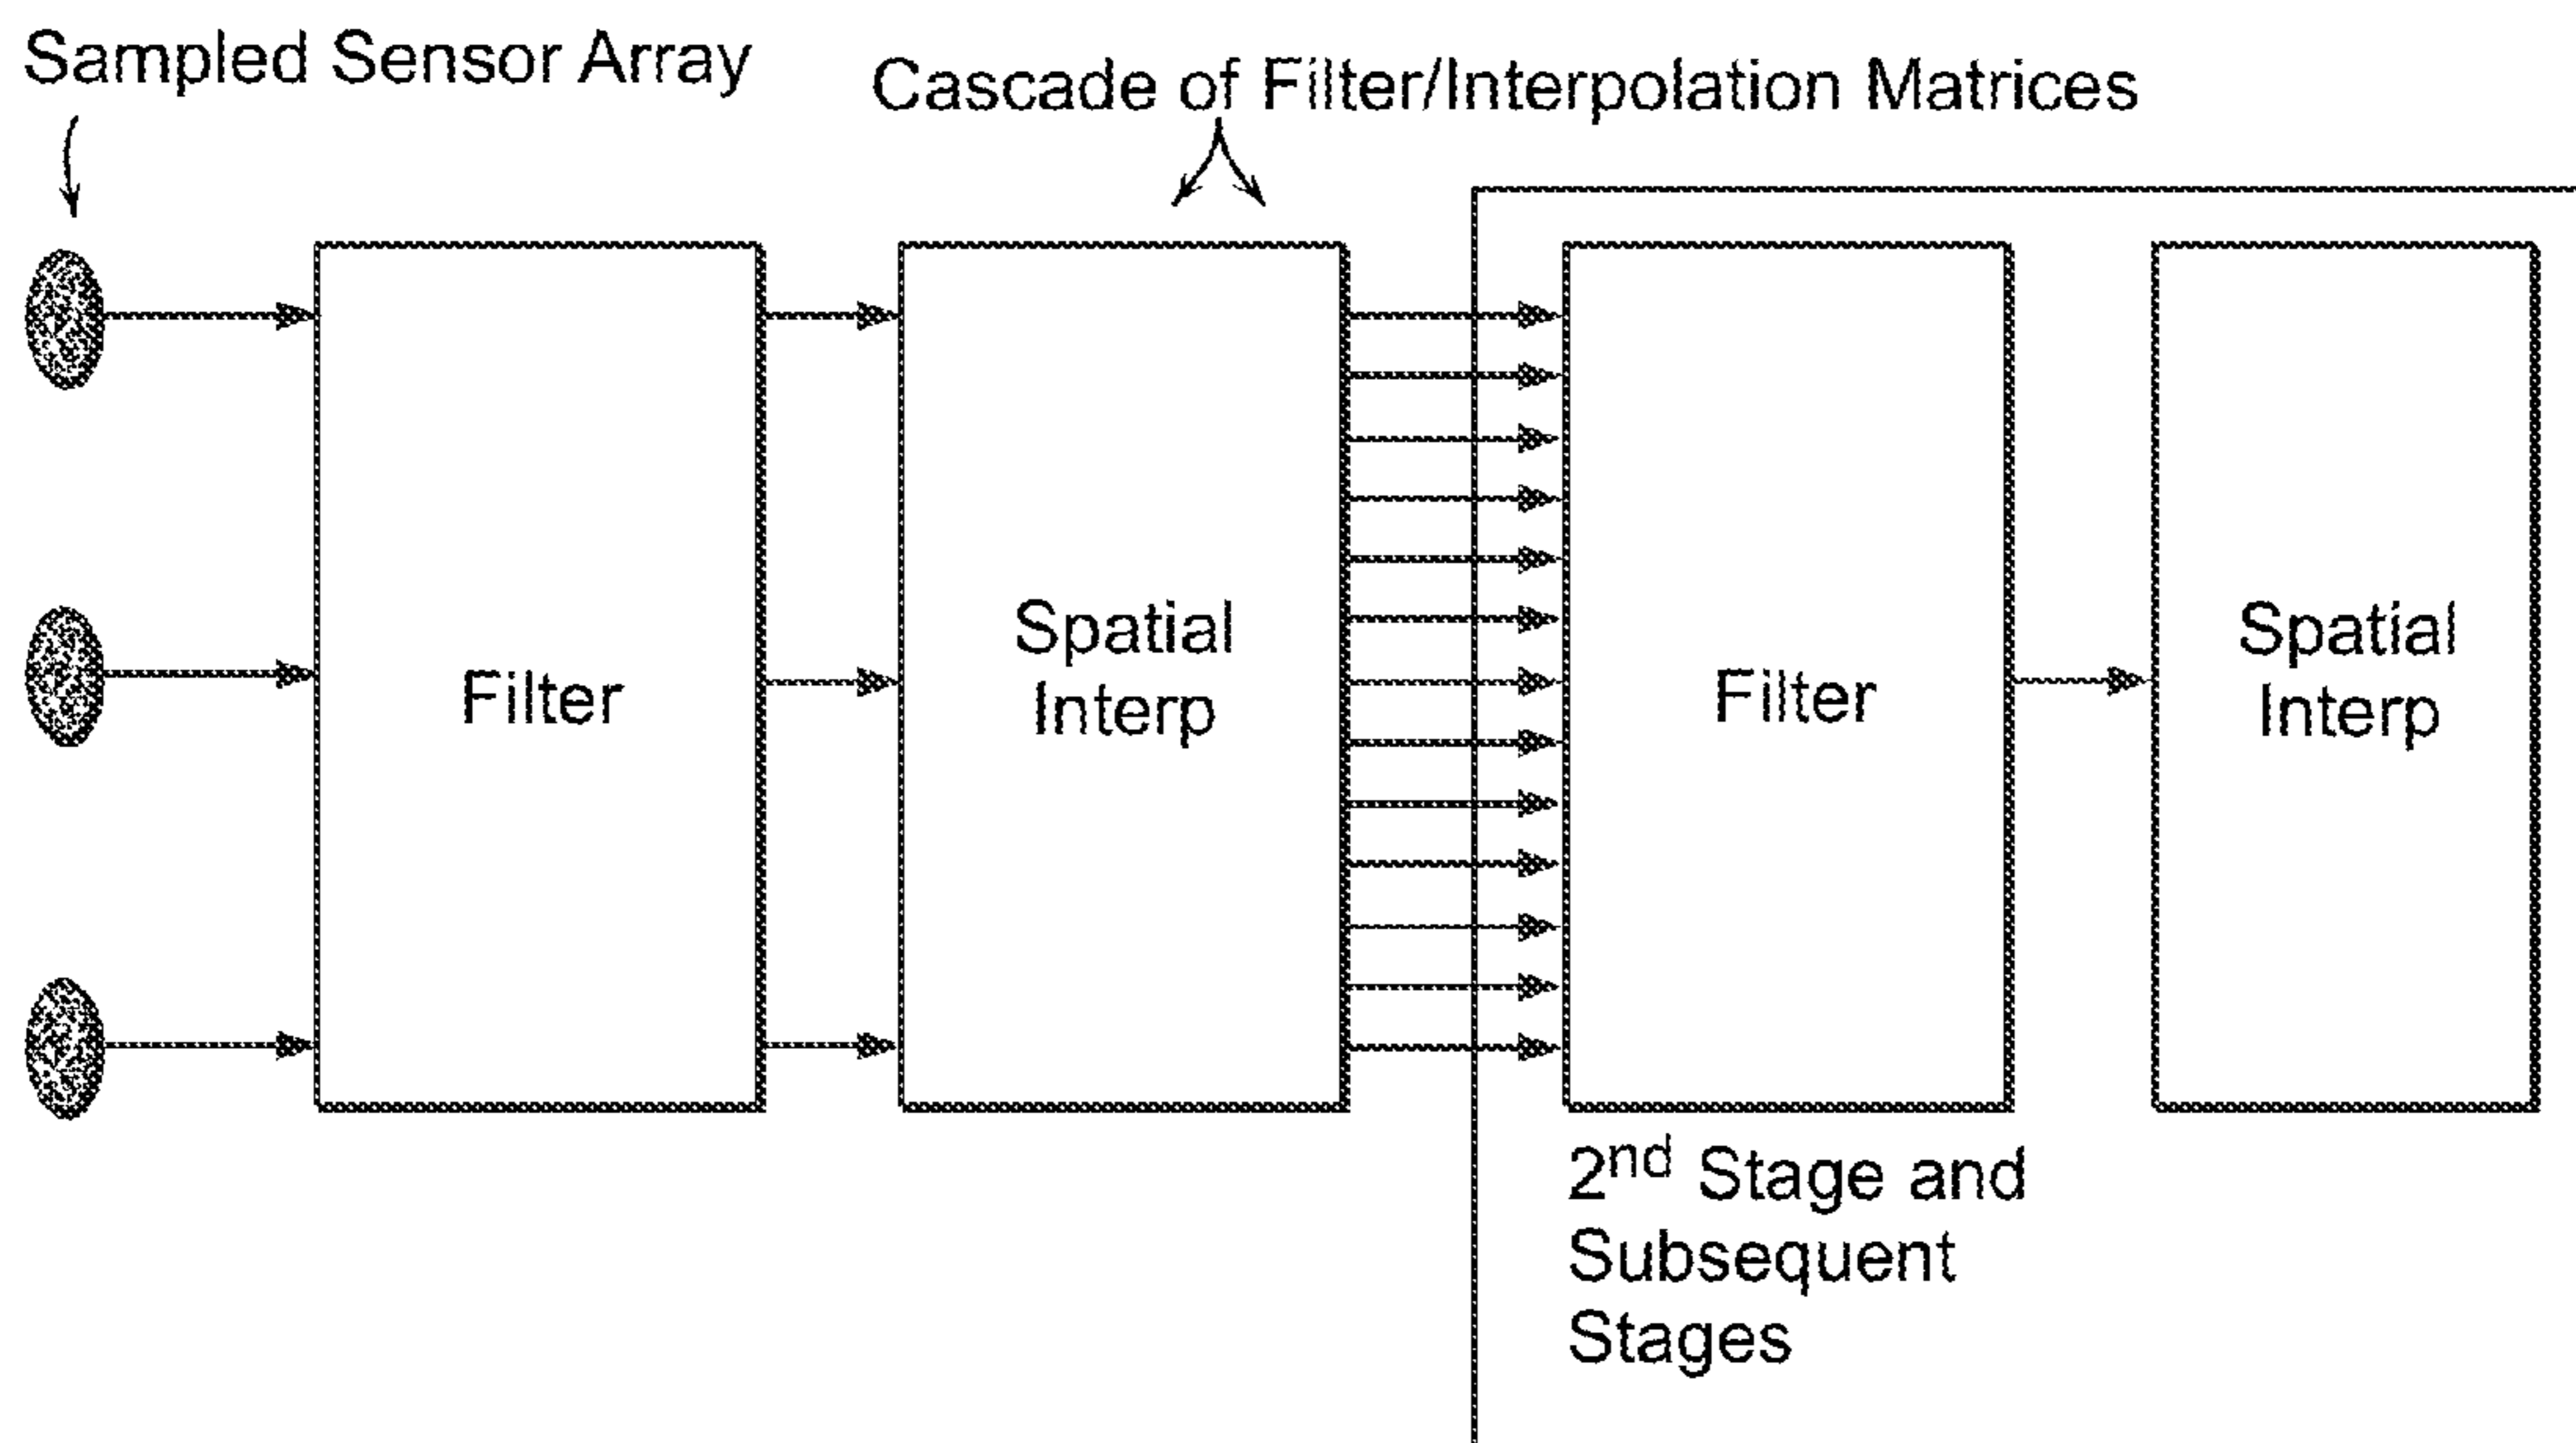 Sampled Sensor Array
Cascade of Filter/Interpolation Matrices
Filter
Spatial
Interp
Filter
Spatial
Interp
2nd Stage and
Subsequent
Stages